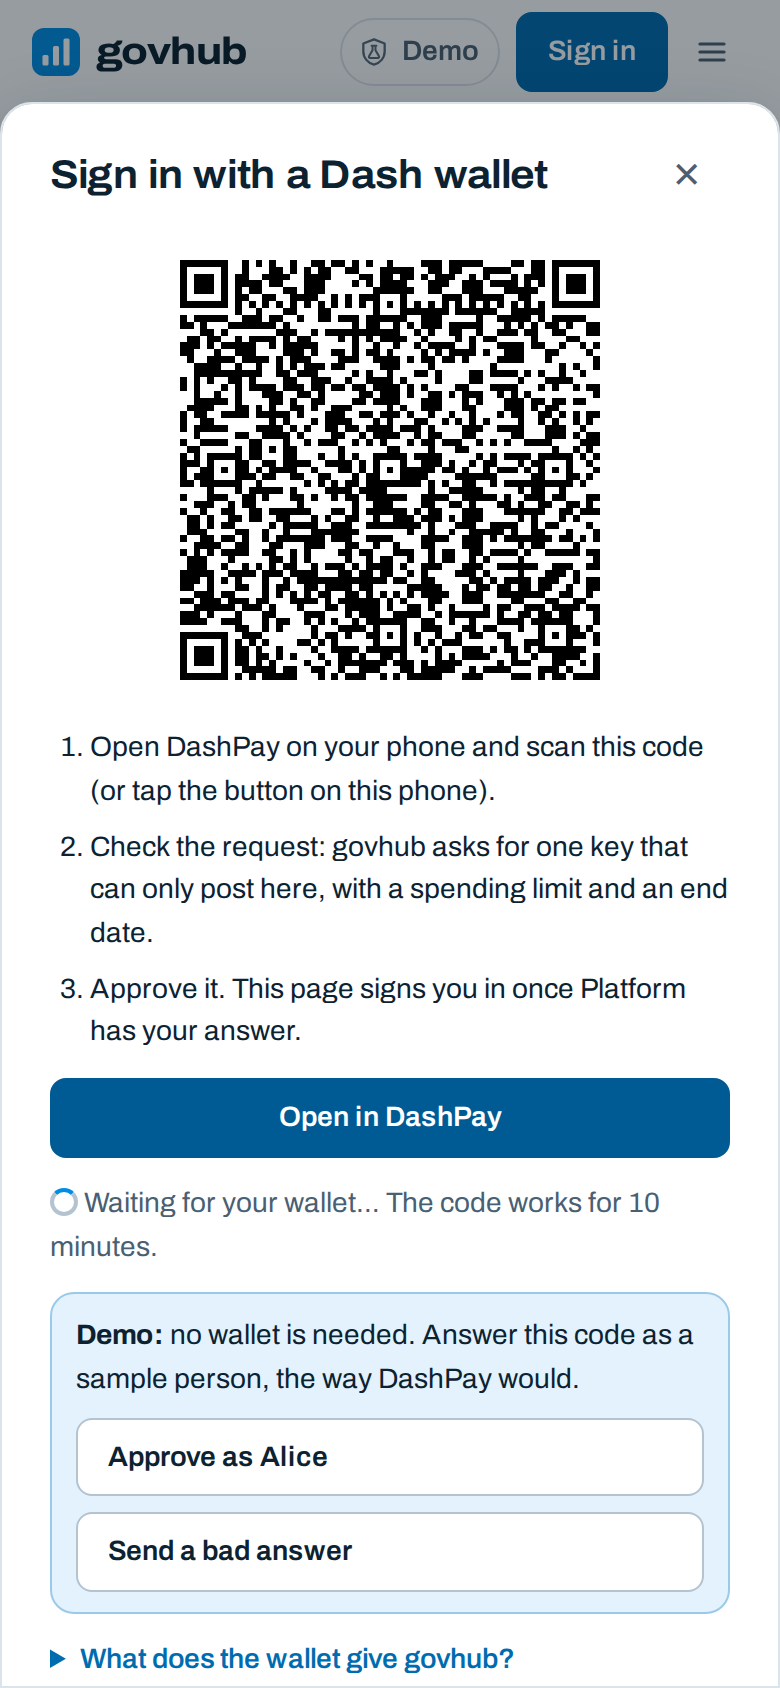 govhub
Demo
Sign in
Sign in with a Dash wallet
1. Open DashPay on your phone and scan this code
(or tap the button on this phone).
2. Check the request: govhub asks for one key that
can only post here, with a spending limit and an end
date.
3. Approve it. This page signs you in once Platform
has your answer.
Open in DashPay
Waiting for your wallet... The code works for 10
minutes.
Demo: no wallet is needed. Answer this code as a
sample person, the way DashPay would.
Approve as Alice
Send a bad answer
What does the wallet give govhub?